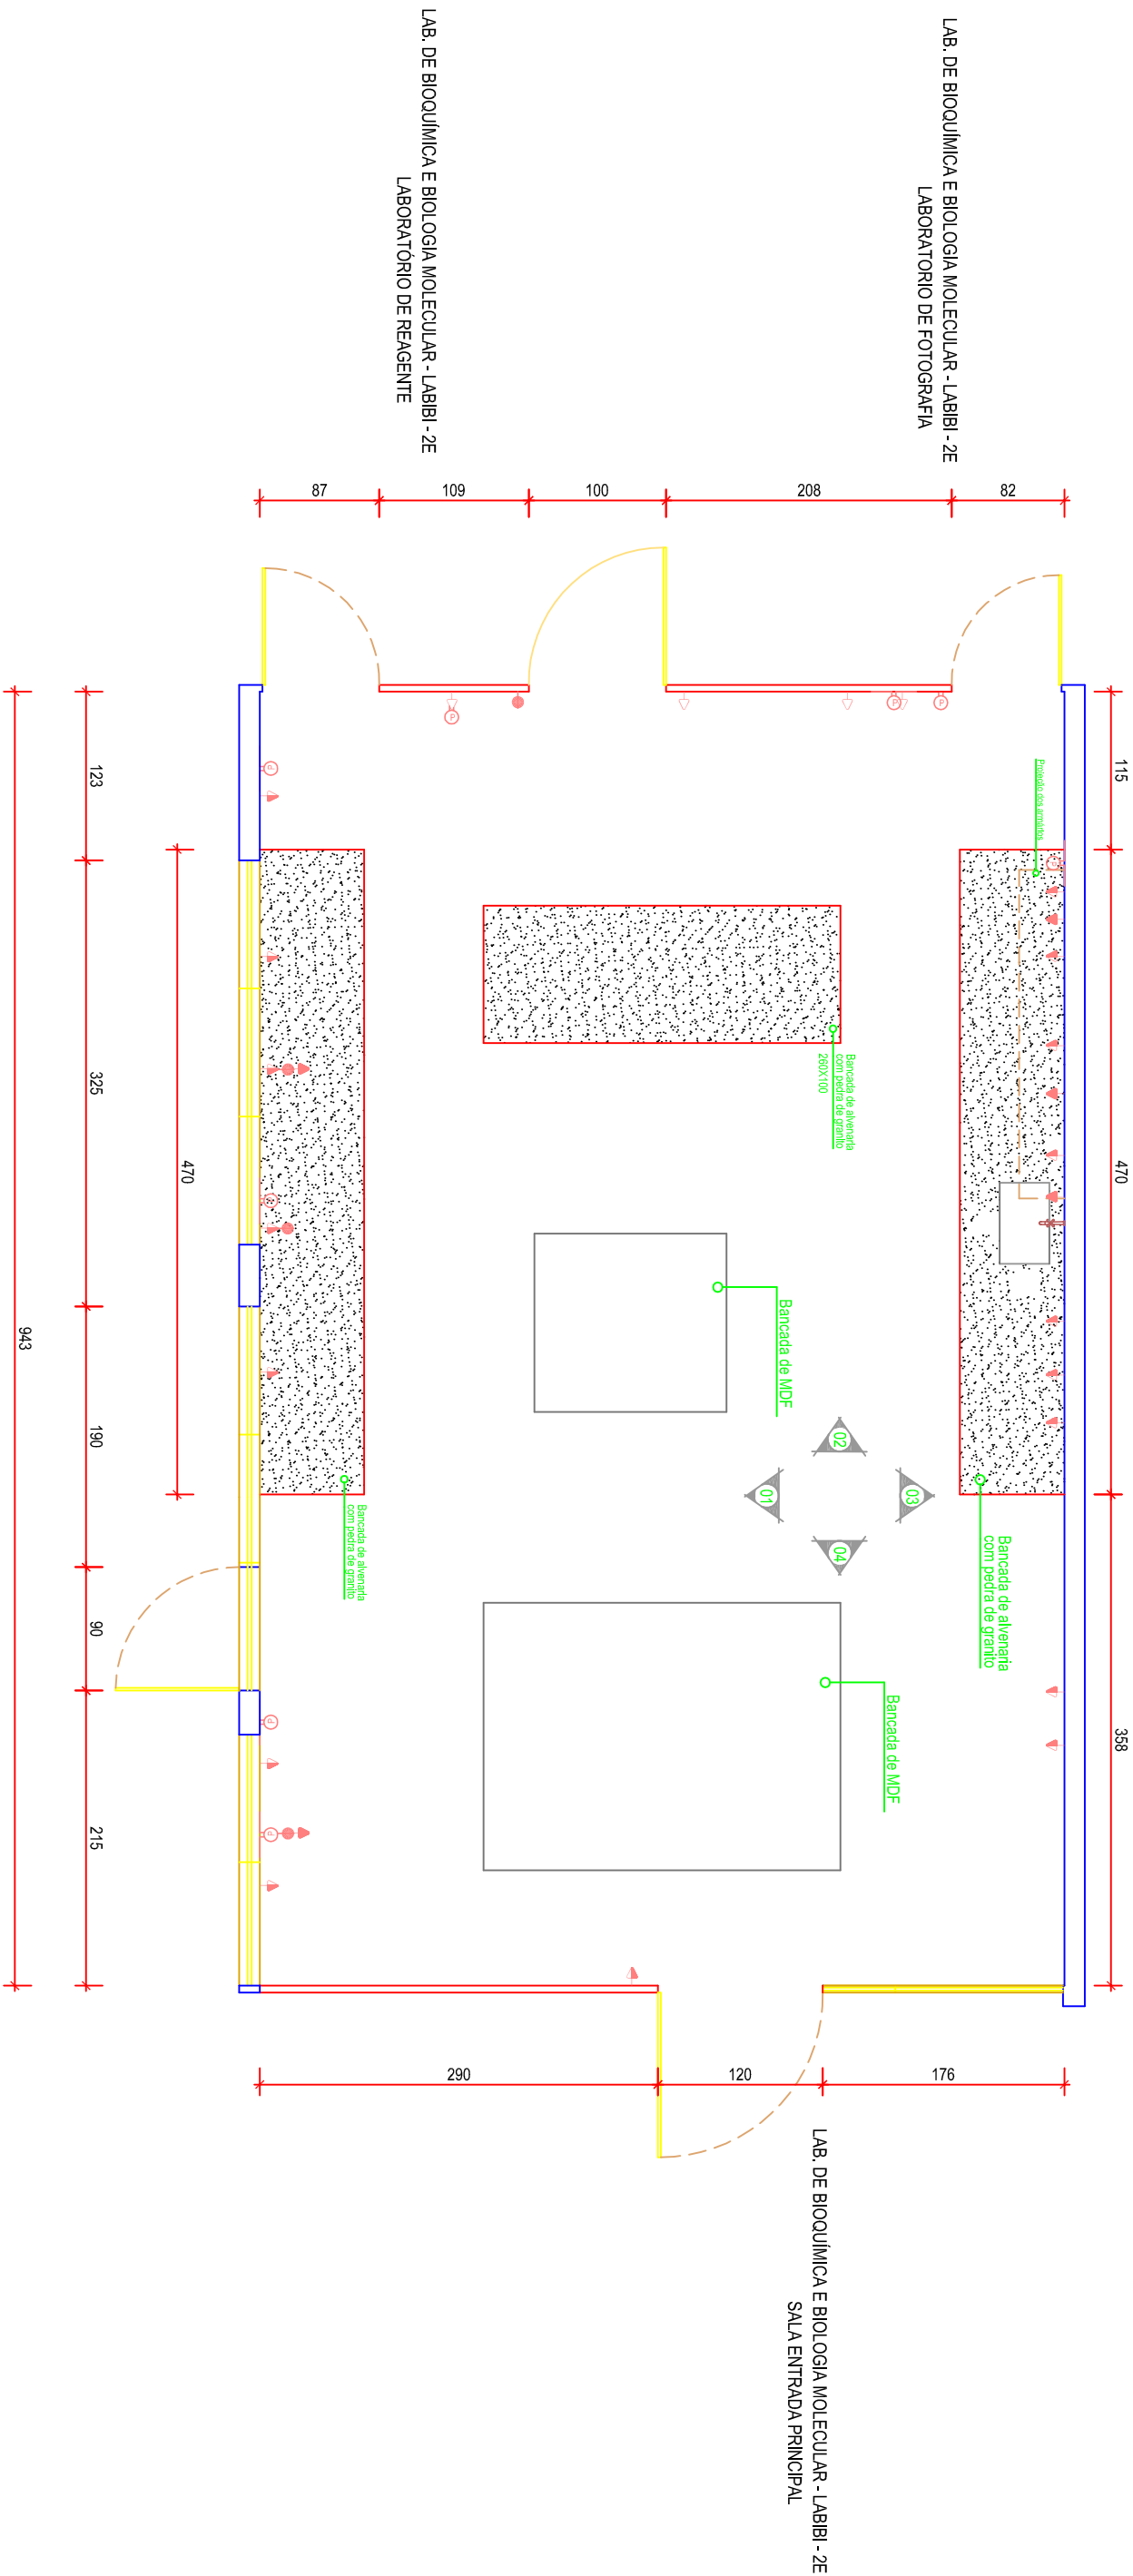 LAB. DE BIOQUÍMICA E BIOLOGIA MOLECULAR - LABIBI - 2E
LABORATORIO DE FOTOGRAFIA
LAB. DE BIOQUÍMICA E BIOLOGIA MOLECULAR - LABIBI - 2E
LABORATÓRIO DE REAGENTE
87
109
100
208
82
115
470
358
Projeção dos armários
P
P
P
P
P
P
P
P
P
Bancada de alvenaria
com pedra de granito
260X100
Bancada de MDF
02
01
03
04
Bancada de alvenaria
com pedra de granito
Bancada de alvenaria
com pedra de granito
Bancada de MDF
123
325
190
90
215
470
943
290
120
176
LAB. DE BIOQUÍMICA E BIOLOGIA MOLECULAR - LABIBI - 2E
SALA ENTRADA PRINCIPAL